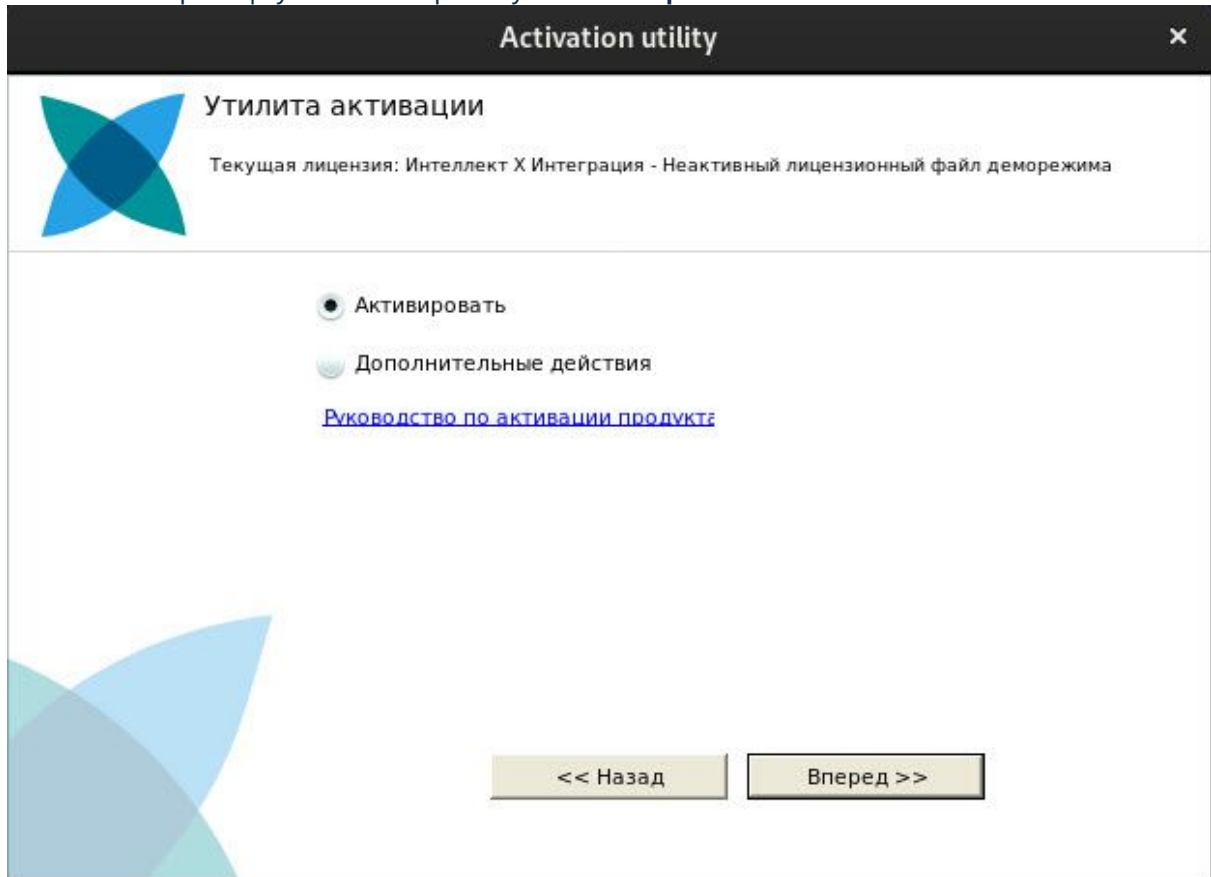 Activation utility
Утилита активации
Текущая лицензия: Интеллект X Интеграция - Неактивный лицензионный файл деморежима
Активировать
Дополнительные действия
Руководство по активации продукта
<< Назад
Вперед >>